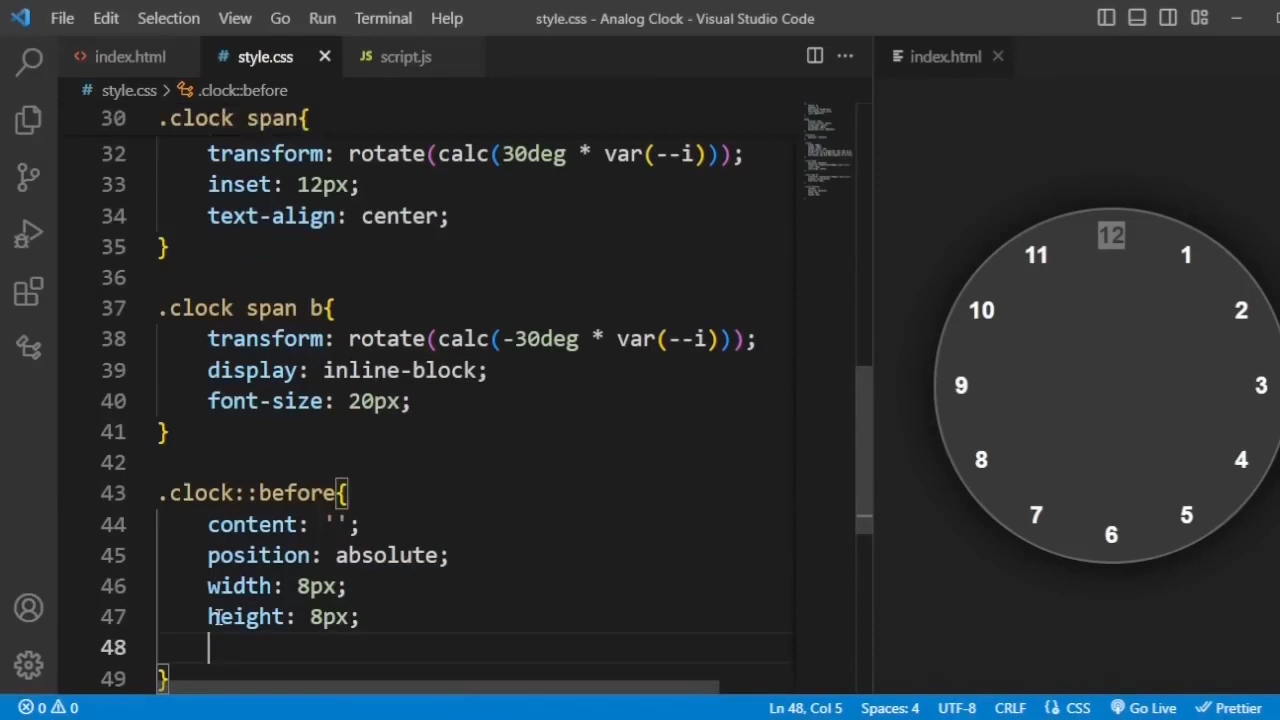 File Edit Selection View Go Run Terminal Help style.css - Analog Clock - Visual Studio Code
index.html # style.css JS script.js index.html
# style.css > .clock::before
30 .clock span{
32 transform: rotate(calc(30deg * var(--i)));
33 inset: 12px;
34 text-align: center;
35 }
36
37 .clock span b{
38 transform: rotate(calc(-30deg * var(--i)));
39 display: inline-block;
40 font-size: 20px;
41 }
42
43 .clock::before{
44 content: '';
45 position: absolute;
46 width: 8px;
47 height: 8px;
48
49 }
12
11 1
10 2
9 3
8 4
7 5
6
0 0 Ln 48, Col 5 Spaces: 4 UTF-8 CRLF CSS Go Live Prettier